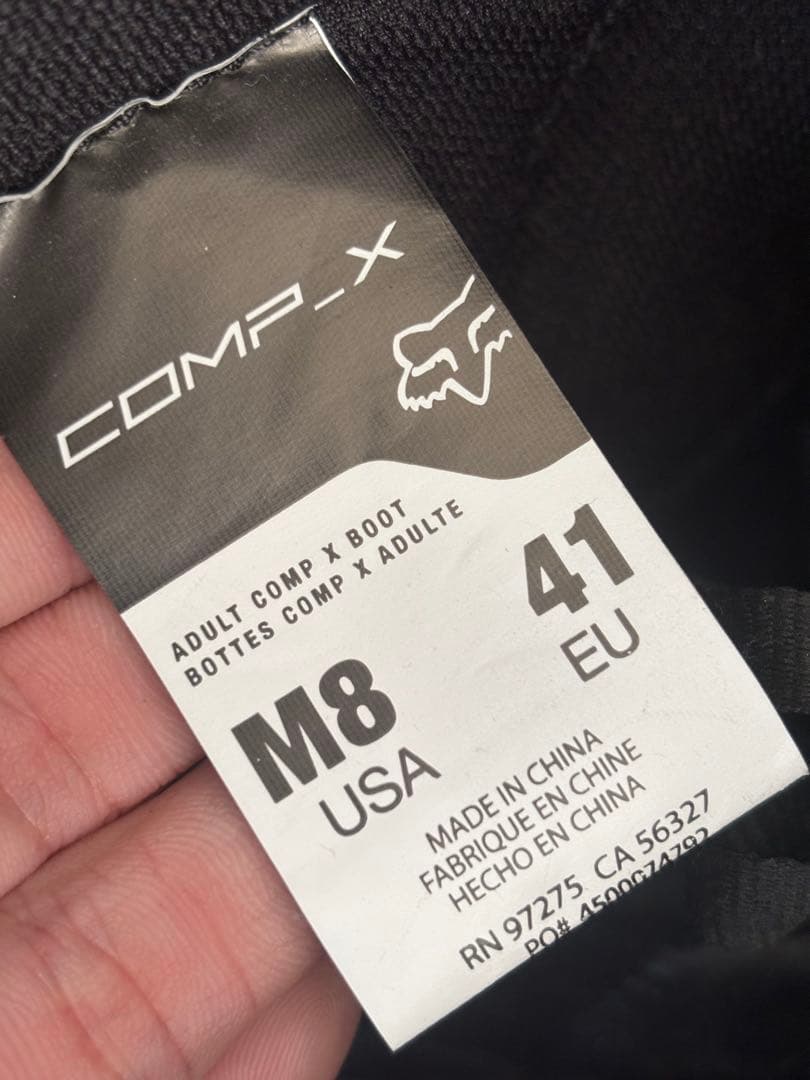 COMP_X
ADULT COMP X BOOT
BOTTES COMP X ADULTE
M8
USA
41
EU
MADE IN CHINA
FABRIQUE EN CHINE
HECHO EN CHINA
RN 97275 CA 56327
PO#